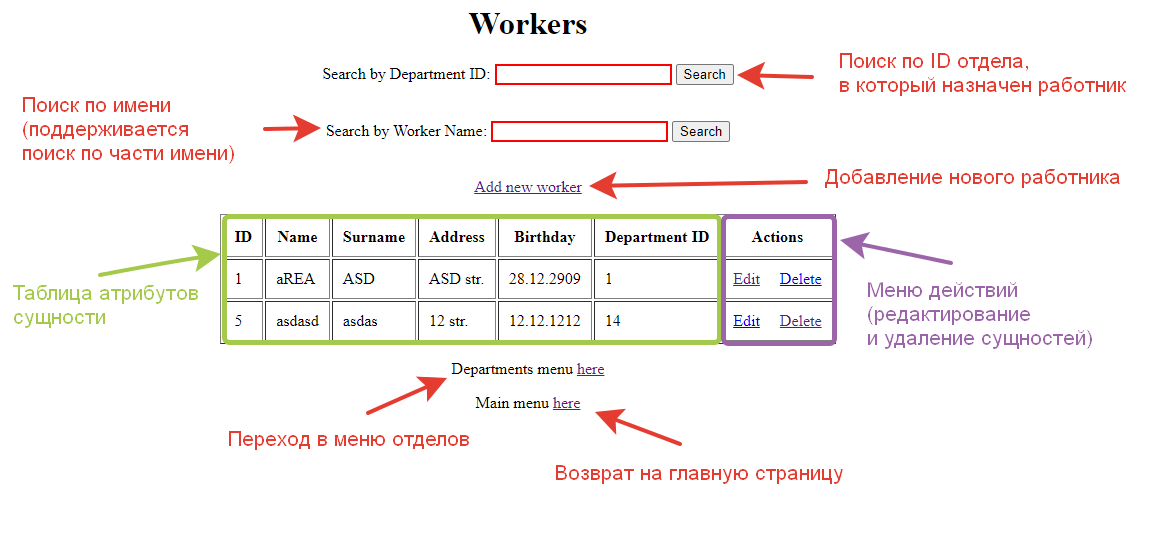 Workers
Search by Department ID: Search
Поиск по ID отдела,
в который назначен работник
Поиск по имени
(поддерживается
поиск по части имени)
Search by Worker Name: Search
Add new worker
Добавление нового работника
ID Name Surname Address Birthday Department ID Actions
1 aREA ASD ASD str. 28.12.2909 1 Edit Delete
5 asdasd asdas 12 str. 12.12.1212 14 Edit Delete
Таблица атрибутов
сущности
Меню действий
(редактирование
и удаление сущностей)
Departments menu here
Main menu here
Переход в меню отделов
Возврат на главную страницу